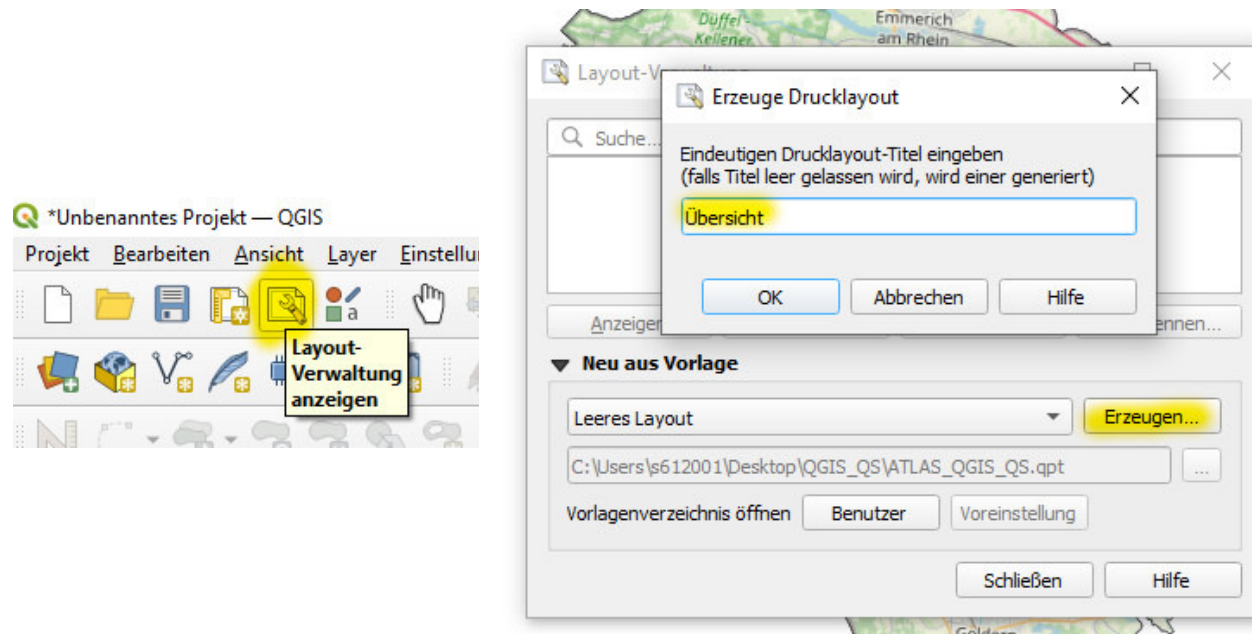 *Unbenanntes Projekt — QGIS
Projekt Bearbeiten Ansicht Layer Einstellu
a
Layout-
Verwaltung
anzeigen
Düffel-
Kellener
Emmerich
am Rhein
Layout-V
Erzeuge Drucklayout
Suche...
Eindeutigen Drucklayout-Titel eingeben
(falls Titel leer gelassen wird, wird einer generiert)
Übersicht
OK Abbrechen Hilfe
Anzeigen ennen...
Neu aus Vorlage
Leeres Layout Erzeugen...
C:\Users\s612001\Desktop\QGIS_QS\ATLAS_QGIS_QS.qpt ...
Vorlagenverzeichnis öffnen Benutzer Voreinstellung
Schließen Hilfe